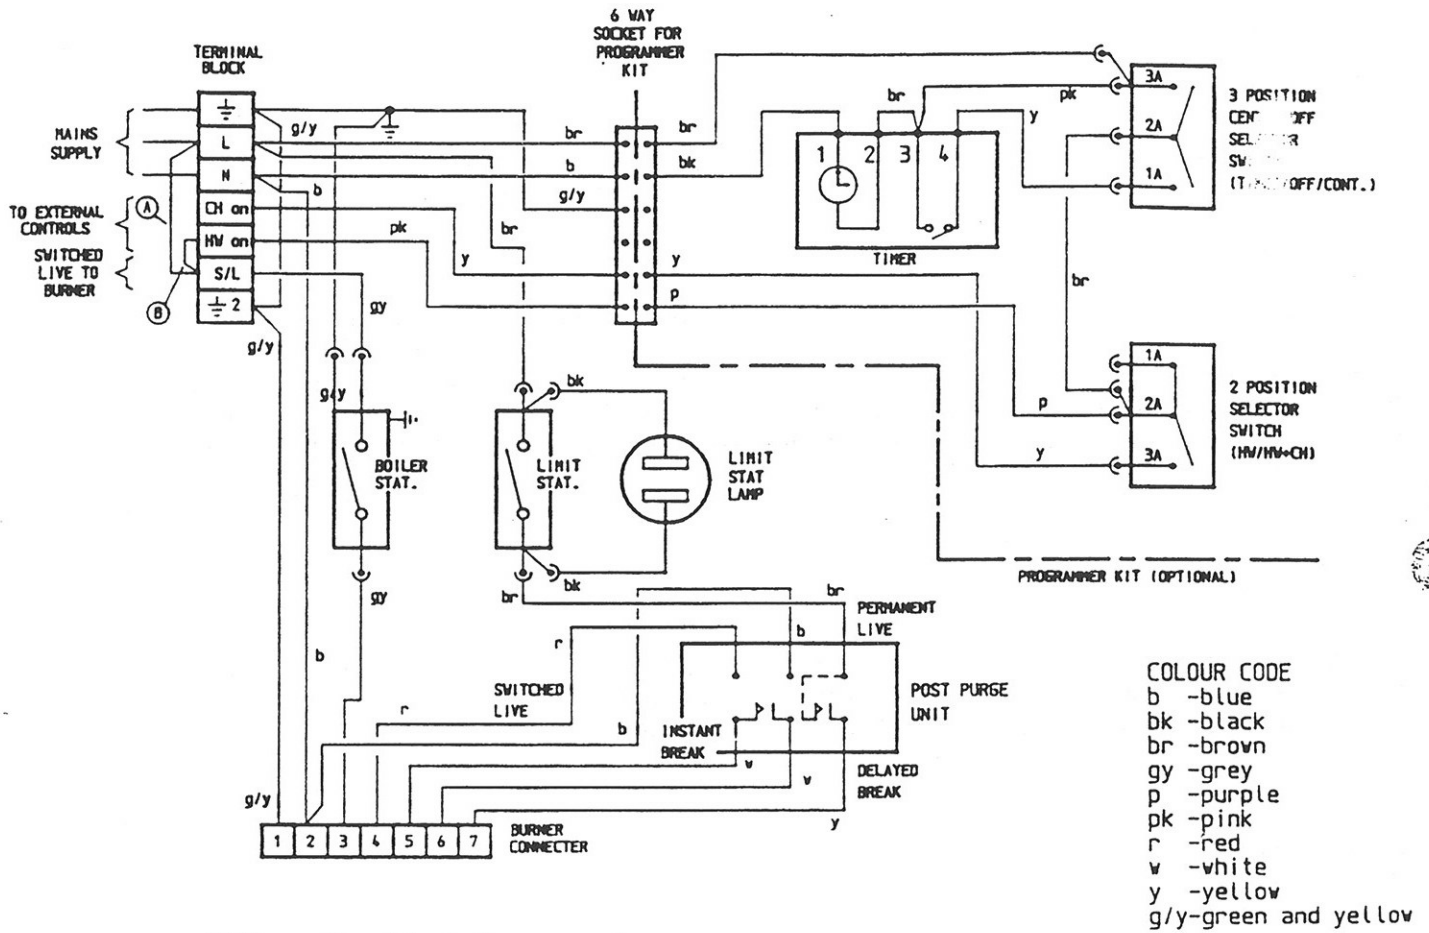 6 WAY
SOCKET FOR
PROGRAMMER
KIT
TERMINAL
BLOCK
MAINS
SUPPLY
L
N
CH on
HW on
S/L
2
TO EXTERNAL
CONTROLS
SWITCHED
LIVE TO
BURNER
A
B
g/y
b
pk
br
y
gy
g/y
br
b
g/y
br
bk
y
p
br
pk
y
1 2 3 4
TIMER
3A
2A
1A
3 POSITION
OFF
SW
/OFF/CONT.)
br
1A
2A
3A
2 POSITION
SELECTOR
SWITCH
(HW/HW+CH)
p
y
PROGRAMMER KIT (OPTIONAL)
g/y
BOILER
STAT.
gy
LIMIT
STAT.
bk
bk
br
LIMIT
STAT
LAMP
br
PERMANENT
LIVE
b
r
SWITCHED
LIVE
r
b
b
POST PURGE
UNIT
INSTANT
BREAK
DELAYED
BREAK
w
w
y
g/y
1 2 3 4 5 6 7
BURNER
CONNECTER
COLOUR CODE
b -blue
bk -black
br -brown
gy -grey
p -purple
pk -pink
r -red
w -white
y -yellow
g/y-green and yellow